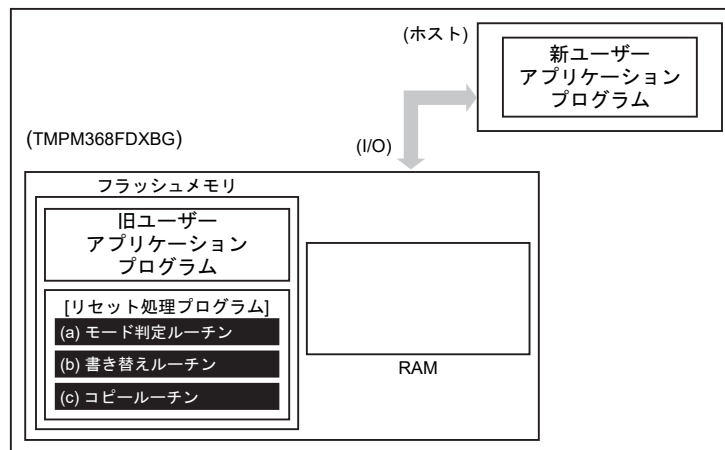 (ホスト)
新ユーザー
アプリケーション
プログラム
(TMPM368FDXBG)
(I/O)
フラッシュメモリ
旧ユーザー
アプリケーション
プログラム
[リセット処理プログラム]
(a) モード判定ルーチン
(b) 書き替えルーチン
(c) コピールーチン
RAM